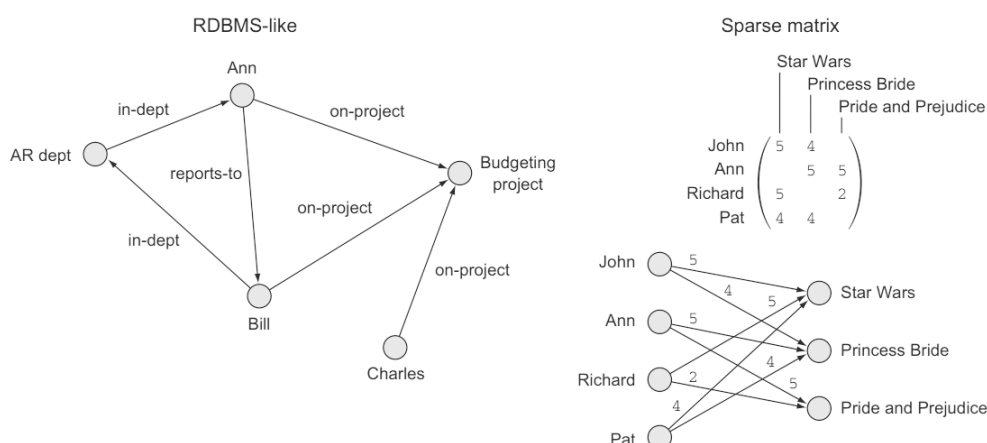 RDBMS-like
Ann
in-dept
on-project
AR dept
reports-to
Budgeting
project
on-project
in-dept
on-project
Bill
Charles
Sparse matrix
Star Wars
Princess Bride
Pride and Prejudice
John 5 4
Ann 5 5
Richard 5 2
Pat 4 4
John 5
4 5
Star Wars
Ann 5
Princess Bride
4
Richard 2
5
4
Pride and Prejudice
Pat